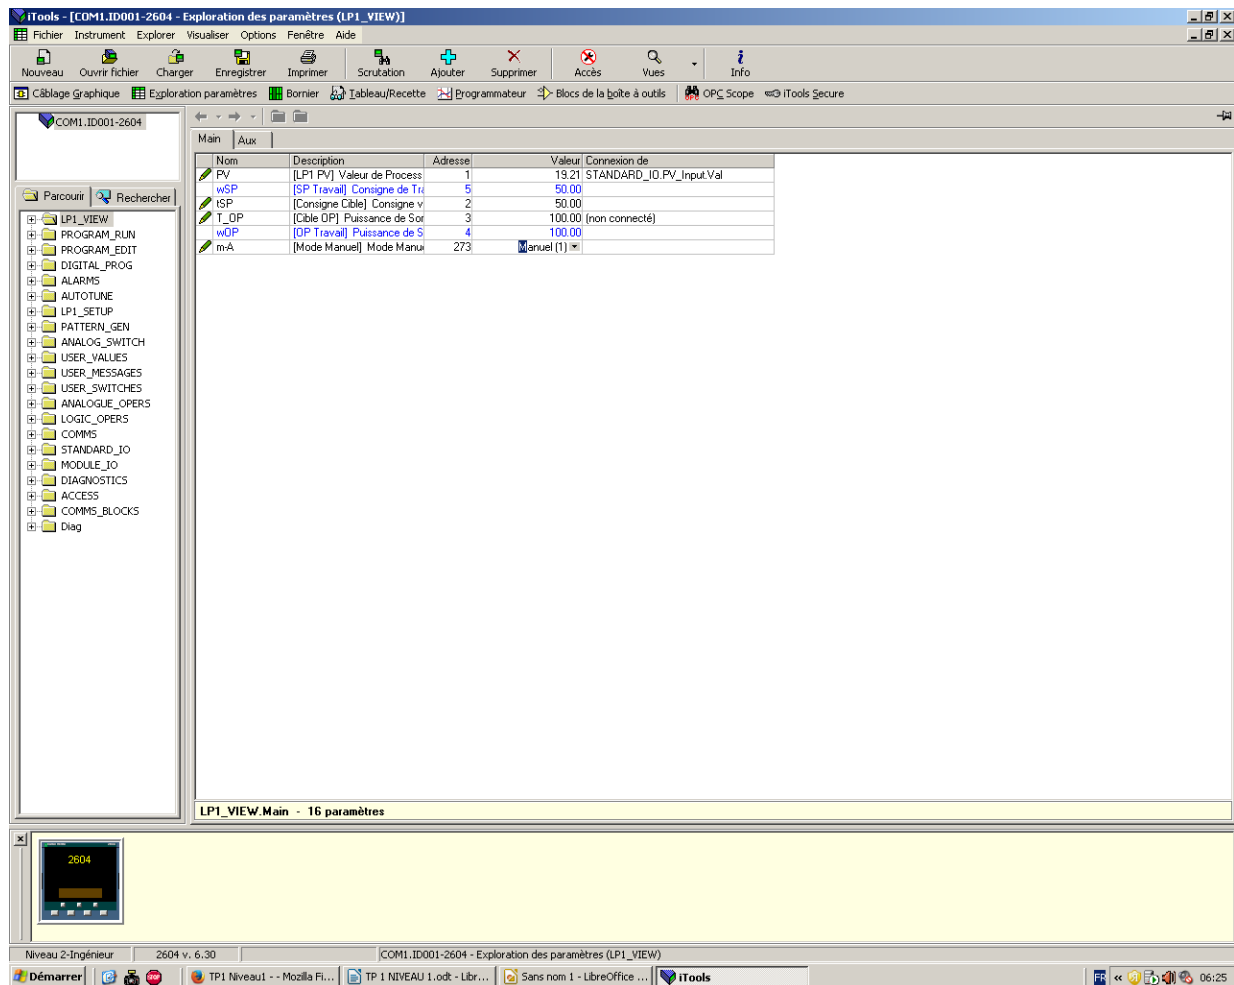 iTools - [COM1.ID001-2604 - Exploration des paramètres (LP1_VIEW)]
Fichier Instrument Explorer Visualiser Options Fenêtre Aide
Nouveau Ouvrir fichier Charger Enregistrer Imprimer Scrutation Ajouter Supprimer Accès Vues Info
Câblage Graphique Exploration paramètres Bornier Tableau/Recette Programmateur Blocs de la boîte à outils OPC Scope iTools Secure
COM1.ID001-2604
Parcourir Rechercher
LP1_VIEW
PROGRAM_RUN
PROGRAM_EDIT
DIGITAL_PROG
ALARMS
AUTOTUNE
LP1_SETUP
PATTERN_GEN
ANALOG_SWITCH
USER_VALUES
USER_MESSAGES
USER_SWITCHES
ANALOGUE_OPERS
LOGIC_OPERS
COMMS
STANDARD_IO
MODULE_IO
DIAGNOSTICS
ACCESS
COMMS_BLOCKS
Diag
Main Aux
Nom Description Adresse Valeur Connexion de
PV [LP1 PV] Valeur de Process 1 19.21 STANDARD_IO.PV_Input.Val
wSP [SP Travail] Consigne de Tra 5 50.00
tSP [Consigne Cible] Consigne v 2 50.00
T_OP [Cible OP] Puissance de Sor 3 100.00 (non connecté)
wOP [OP Travail] Puissance de S 4 100.00
m-A [Mode Manuel] Mode Manu 273 Manuel (1)
LP1_VIEW.Main - 16 paramètres
2604
Niveau 2-Ingénieur 2604 v. 6.30 COM1.ID001-2604 - Exploration des paramètres (LP1_VIEW)
Démarrer TP1 Niveau1 - - Mozilla Fi... TP 1 NIVEAU 1.odt - Libr... Sans nom 1 - LibreOffice ... iTools FR « 06:25